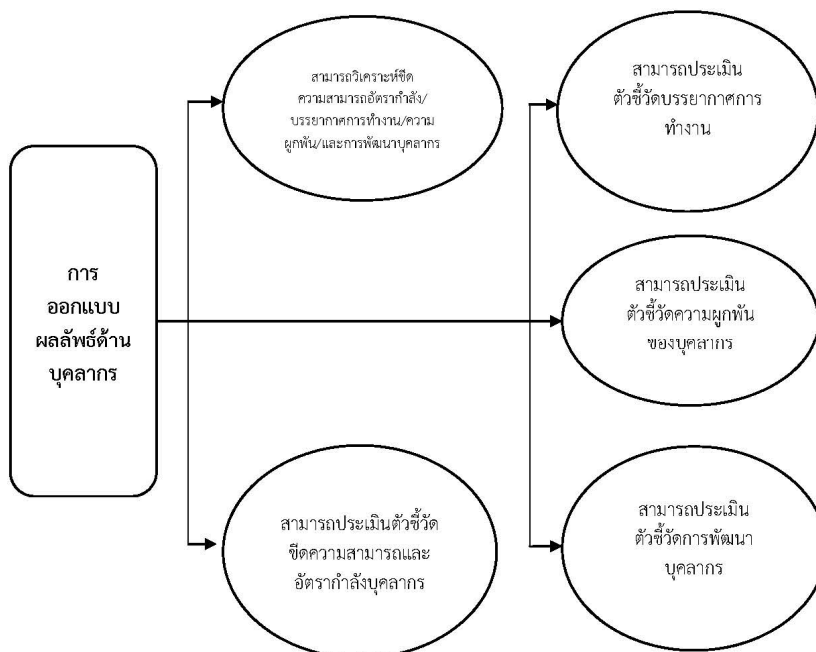 การ
ออกแบบ
ผลลัพธ์ด้าน
บุคลากร
สามารถวิเคราะห์ขีด
ความสามารถอัตรากำลัง/
บรรยากาศการทำงาน/ความ
ผูกพัน/และการพัฒนาบุคลากร
สามารถประเมินตัวชี้วัด
ขีดความสามารถและ
อัตรากำลังบุคลากร
สามารถประเมิน
ตัวชี้วัดบรรยากาศการ
ทำงาน
สามารถประเมิน
ตัวชี้วัดความผูกพัน
ของบุคลากร
สามารถประเมิน
ตัวชี้วัดการพัฒนา
บุคลากร